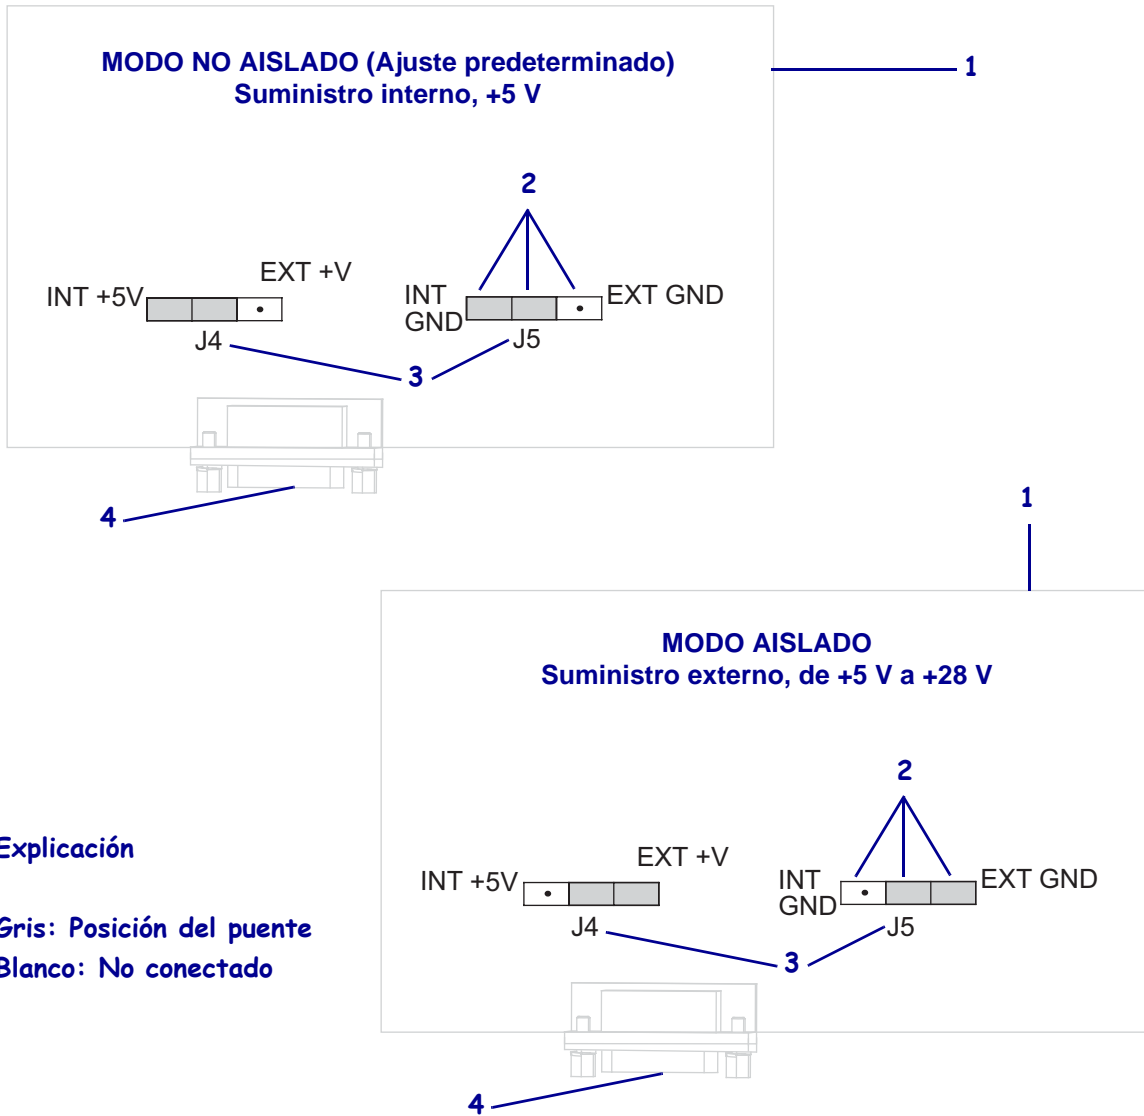 MODO NO AISLADO (Ajuste predeterminado)
Suministro interno, +5 V
1
2
INT +5V
EXT +V
INT
GND
EXT GND
J4
J5
3
4
1
MODO AISLADO
Suministro externo, de +5 V a +28 V
2
Explicación
INT +5V
EXT +V
INT
GND
EXT GND
Gris: Posición del puente
J4
J5
Blanco: No conectado
3
4